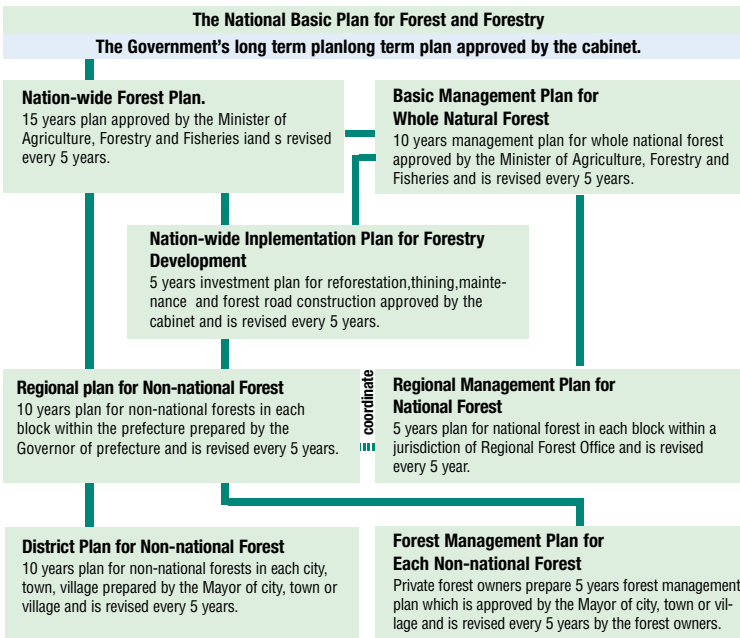 The National Basic Plan for Forest and Forestry
The Government's long term planlong term plan approved by the cabinet.
Nation-wide Forest Plan.
15 years plan approved by the Minister of
Agriculture, Forestry and Fisheries iand s revised
every 5 years.
Basic Management Plan for
Whole Natural Forest
10 years management plan for whole national forest
approved by the Minister of Agriculture, Forestry and
Fisheries and is revised every 5 years.
Nation-wide Inplementation Plan for Forestry
Development
5 years investment plan for reforestation,thining,mainte-
nance and forest road construction approved by the
cabinet and is revised every 5 years.
Regional plan for Non-national Forest
10 years plan for non-national forests in each
block within the prefecture prepared by the
Governor of prefecture and is revised every 5 years.
coordinate
Regional Management Plan for
National Forest
5 years plan for national forest in each block within a
jurisdiction of Regional Forest Office and is revised
every 5 year.
District Plan for Non-national Forest
10 years plan for non-national forests in each city,
town, village prepared by the Mayor of city, town or
village and is revised every 5 years.
Forest Management Plan for
Each Non-national Forest
Private forest owners prepare 5 years forest management
plan which is approved by the Mayor of city, town or vil-
lage and is revised every 5 years by the forest owners.